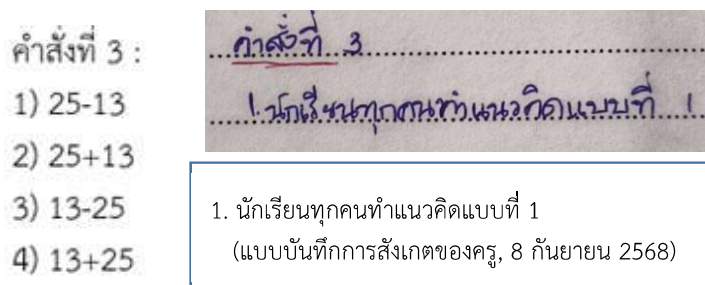 คำสั่งที่ 3 :
1) 25-13
2) 25+13
3) 13-25
4) 13+25
คำสั่งที่ 3
1. นักเรียนทุกคนทำแนวคิดแบบที่ 1
1. นักเรียนทุกคนทำแนวคิดแบบที่ 1
(แบบบันทึกการสังเกตของครู, 8 กันยายน 2568)